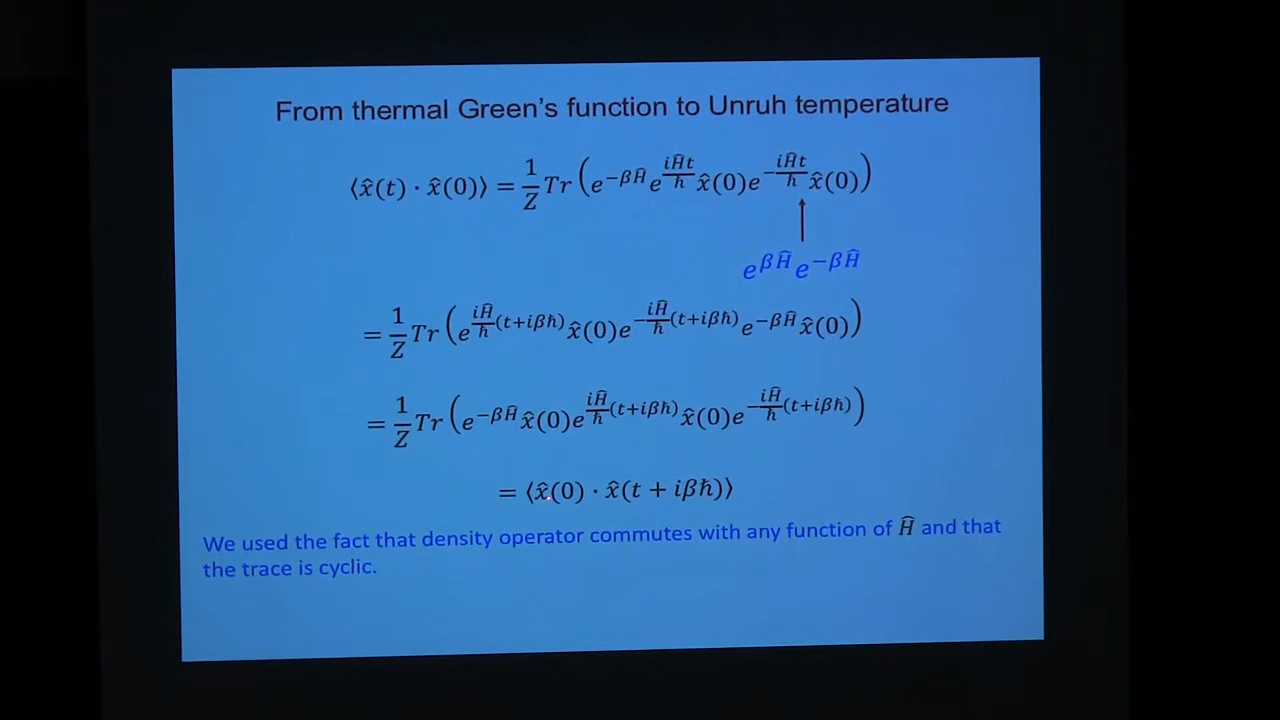 From thermal Green's function to Unruh temperature
⟨x̂(t) · x̂(0)⟩ = 1/Z Tr(e^{-βĤ} e^{iĤt/ħ} x̂(0) e^{-iĤt/ħ} x̂(0))
e^{βĤ} e^{-βĤ}
= 1/Z Tr(e^{iĤ/ħ (t+iβħ)} x̂(0) e^{-iĤ/ħ (t+iβħ)} e^{-βĤ} x̂(0))
= 1/Z Tr(e^{-βĤ} x̂(0) e^{iĤ/ħ (t+iβħ)} x̂(0) e^{-iĤ/ħ (t+iβħ)})
= ⟨x̂(0) · x̂(t + iβħ)⟩
We used the fact that density operator commutes with any function of Ĥ and that
the trace is cyclic.